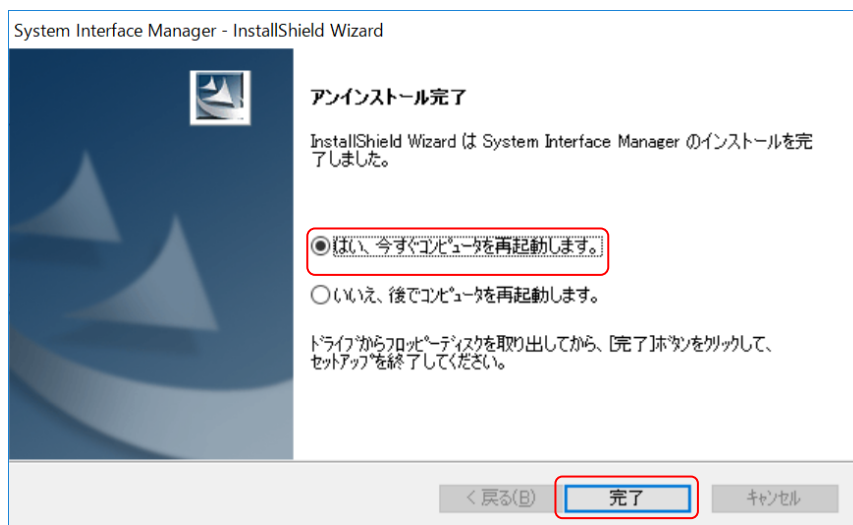 System Interface Manager - InstallShield Wizard
アンインストール完了
InstallShield Wizard は System Interface Manager のインストールを完
了しました。
はい、今すぐコンピュータを再起動します。
いいえ、後でコンピュータを再起動します。
ドライブからフロッピーディスクを取り出してから、[完了]ボタンをクリックして、
セットアップを終了してください。
< 戻る(B) 完了 キャンセル